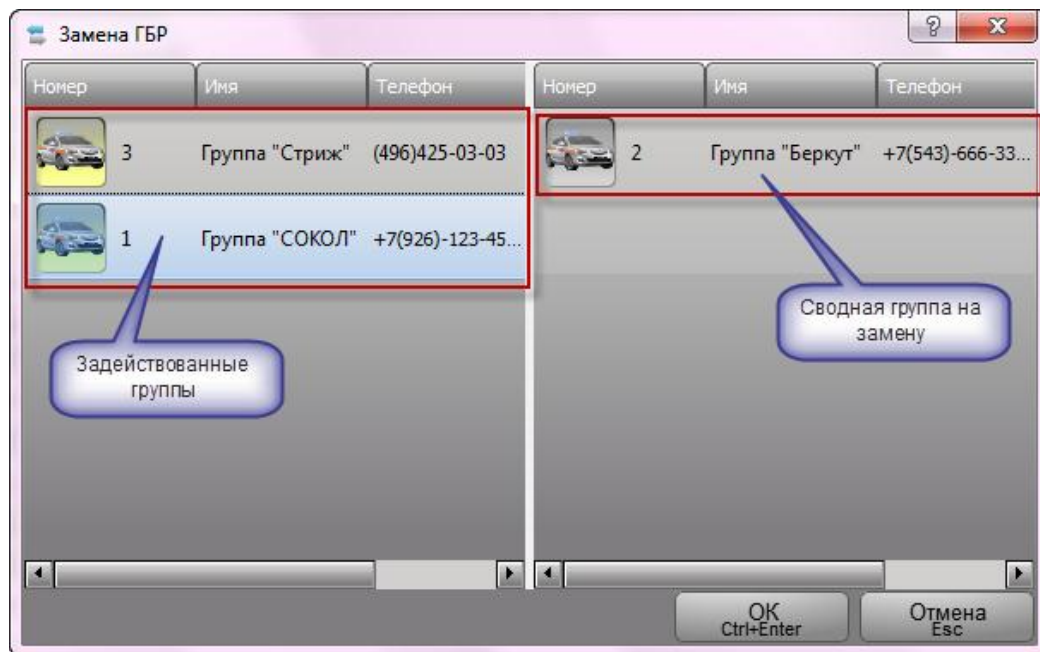 Замена ГБР
Номер Имя Телефон Номер Имя Телефон
3 Группа "Стриж" (496)425-03-03 2 Группа "Беркут" +7(543)-666-33...
1 Группа "СОКОЛ" +7(926)-123-45...
Сводная группа на
замену
Задействованные
группы
OK Отмена
Ctrl+Enter Esc